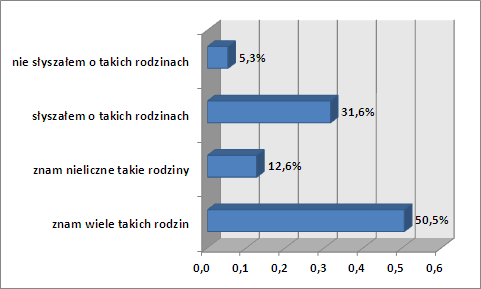 nie słyszałem o takich rodzinach 5,3%
słyszałem o takich rodzinach 31,6%
znam nieliczne takie rodziny 12,6%
znam wiele takich rodzin 50,5%
0,0 0,1 0,2 0,3 0,4 0,5 0,6